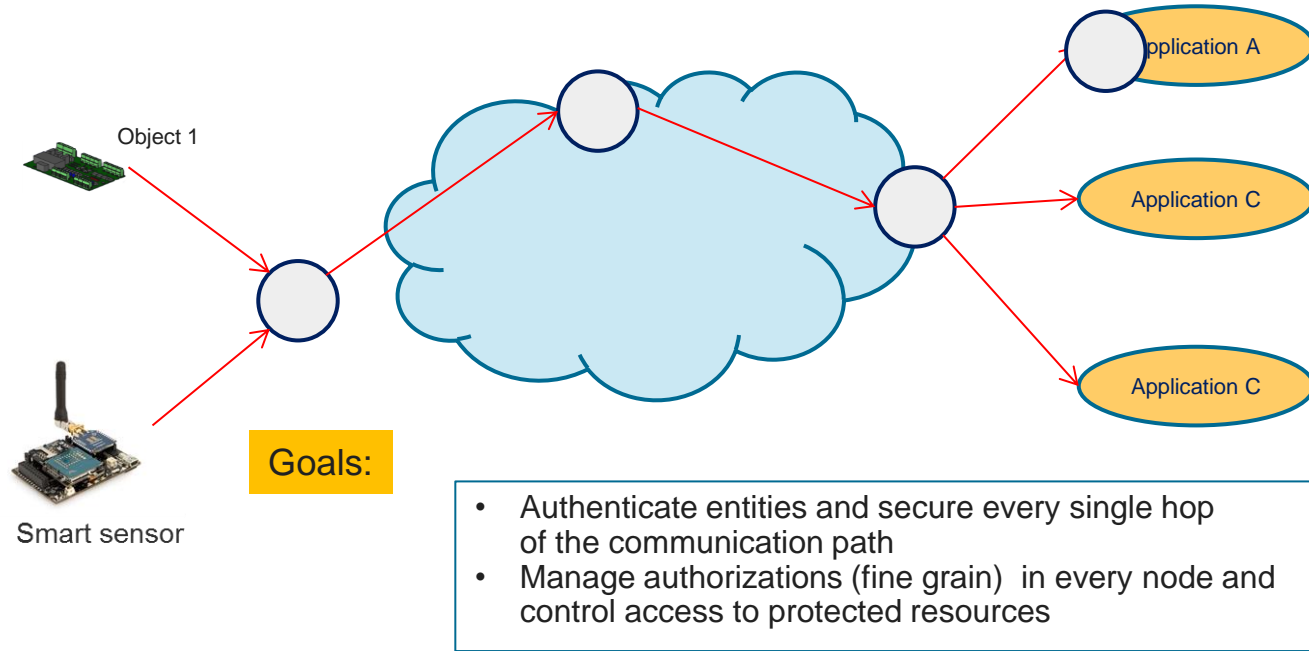 pplication A
Object 1
Application C
Application C
Goals:
Smart sensor
• Authenticate entities and secure every single hop
of the communication path
• Manage authorizations (fine grain) in every node and
control access to protected resources